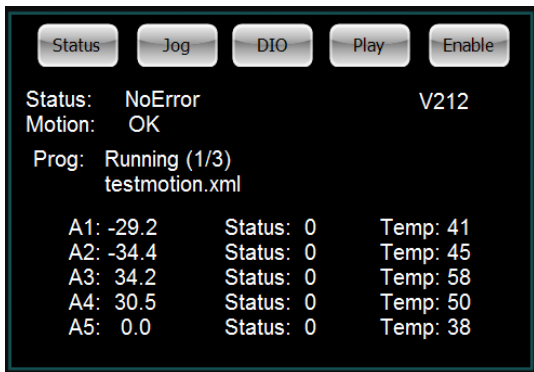 Status Jog DIO Play Enable
Status: NoError V212
Motion: OK
Prog: Running (1/3)
testmotion.xml
A1: -29.2 Status: 0 Temp: 41
A2: -34.4 Status: 0 Temp: 45
A3: 34.2 Status: 0 Temp: 58
A4: 30.5 Status: 0 Temp: 50
A5: 0.0 Status: 0 Temp: 38